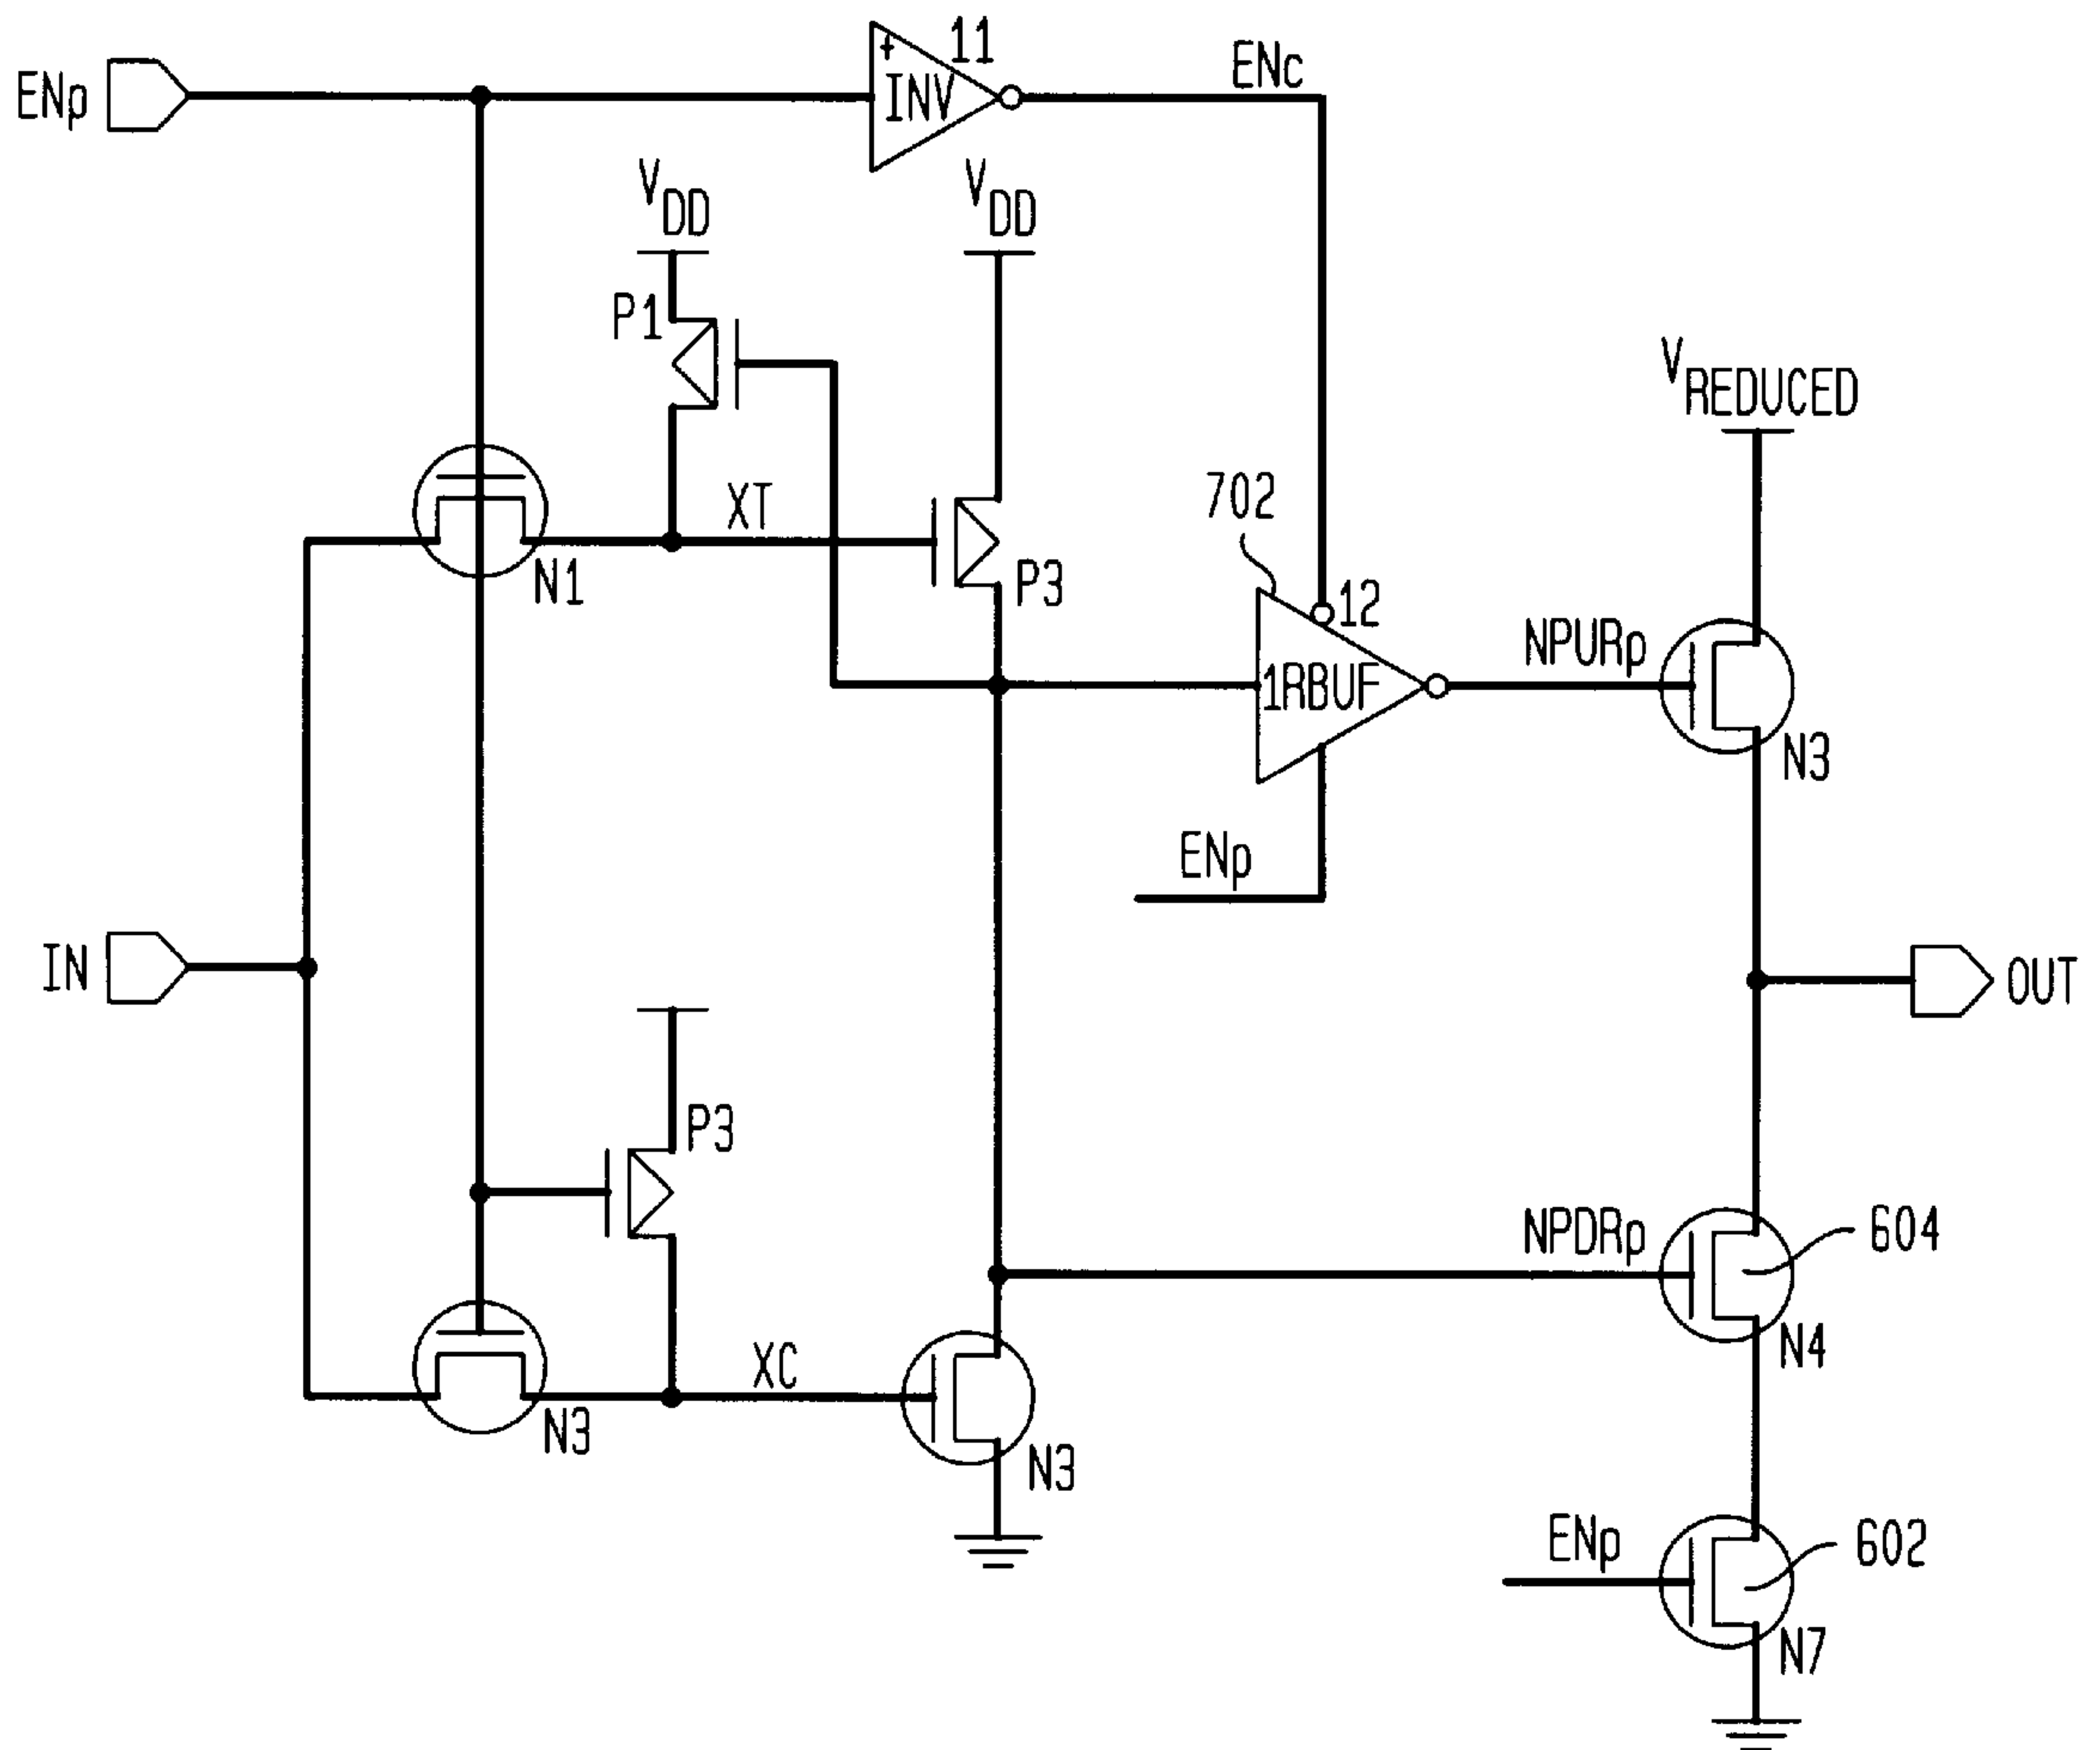 ENp
+
INV
11
ENc
VDD
VDD
P1
XT
N1
P3
702
12
1RBUF
VREDUCED
NPURp
N3
ENp
IN
OUT
P3
NPDRp
604
N4
XC
N3
N3
ENp
602
N7